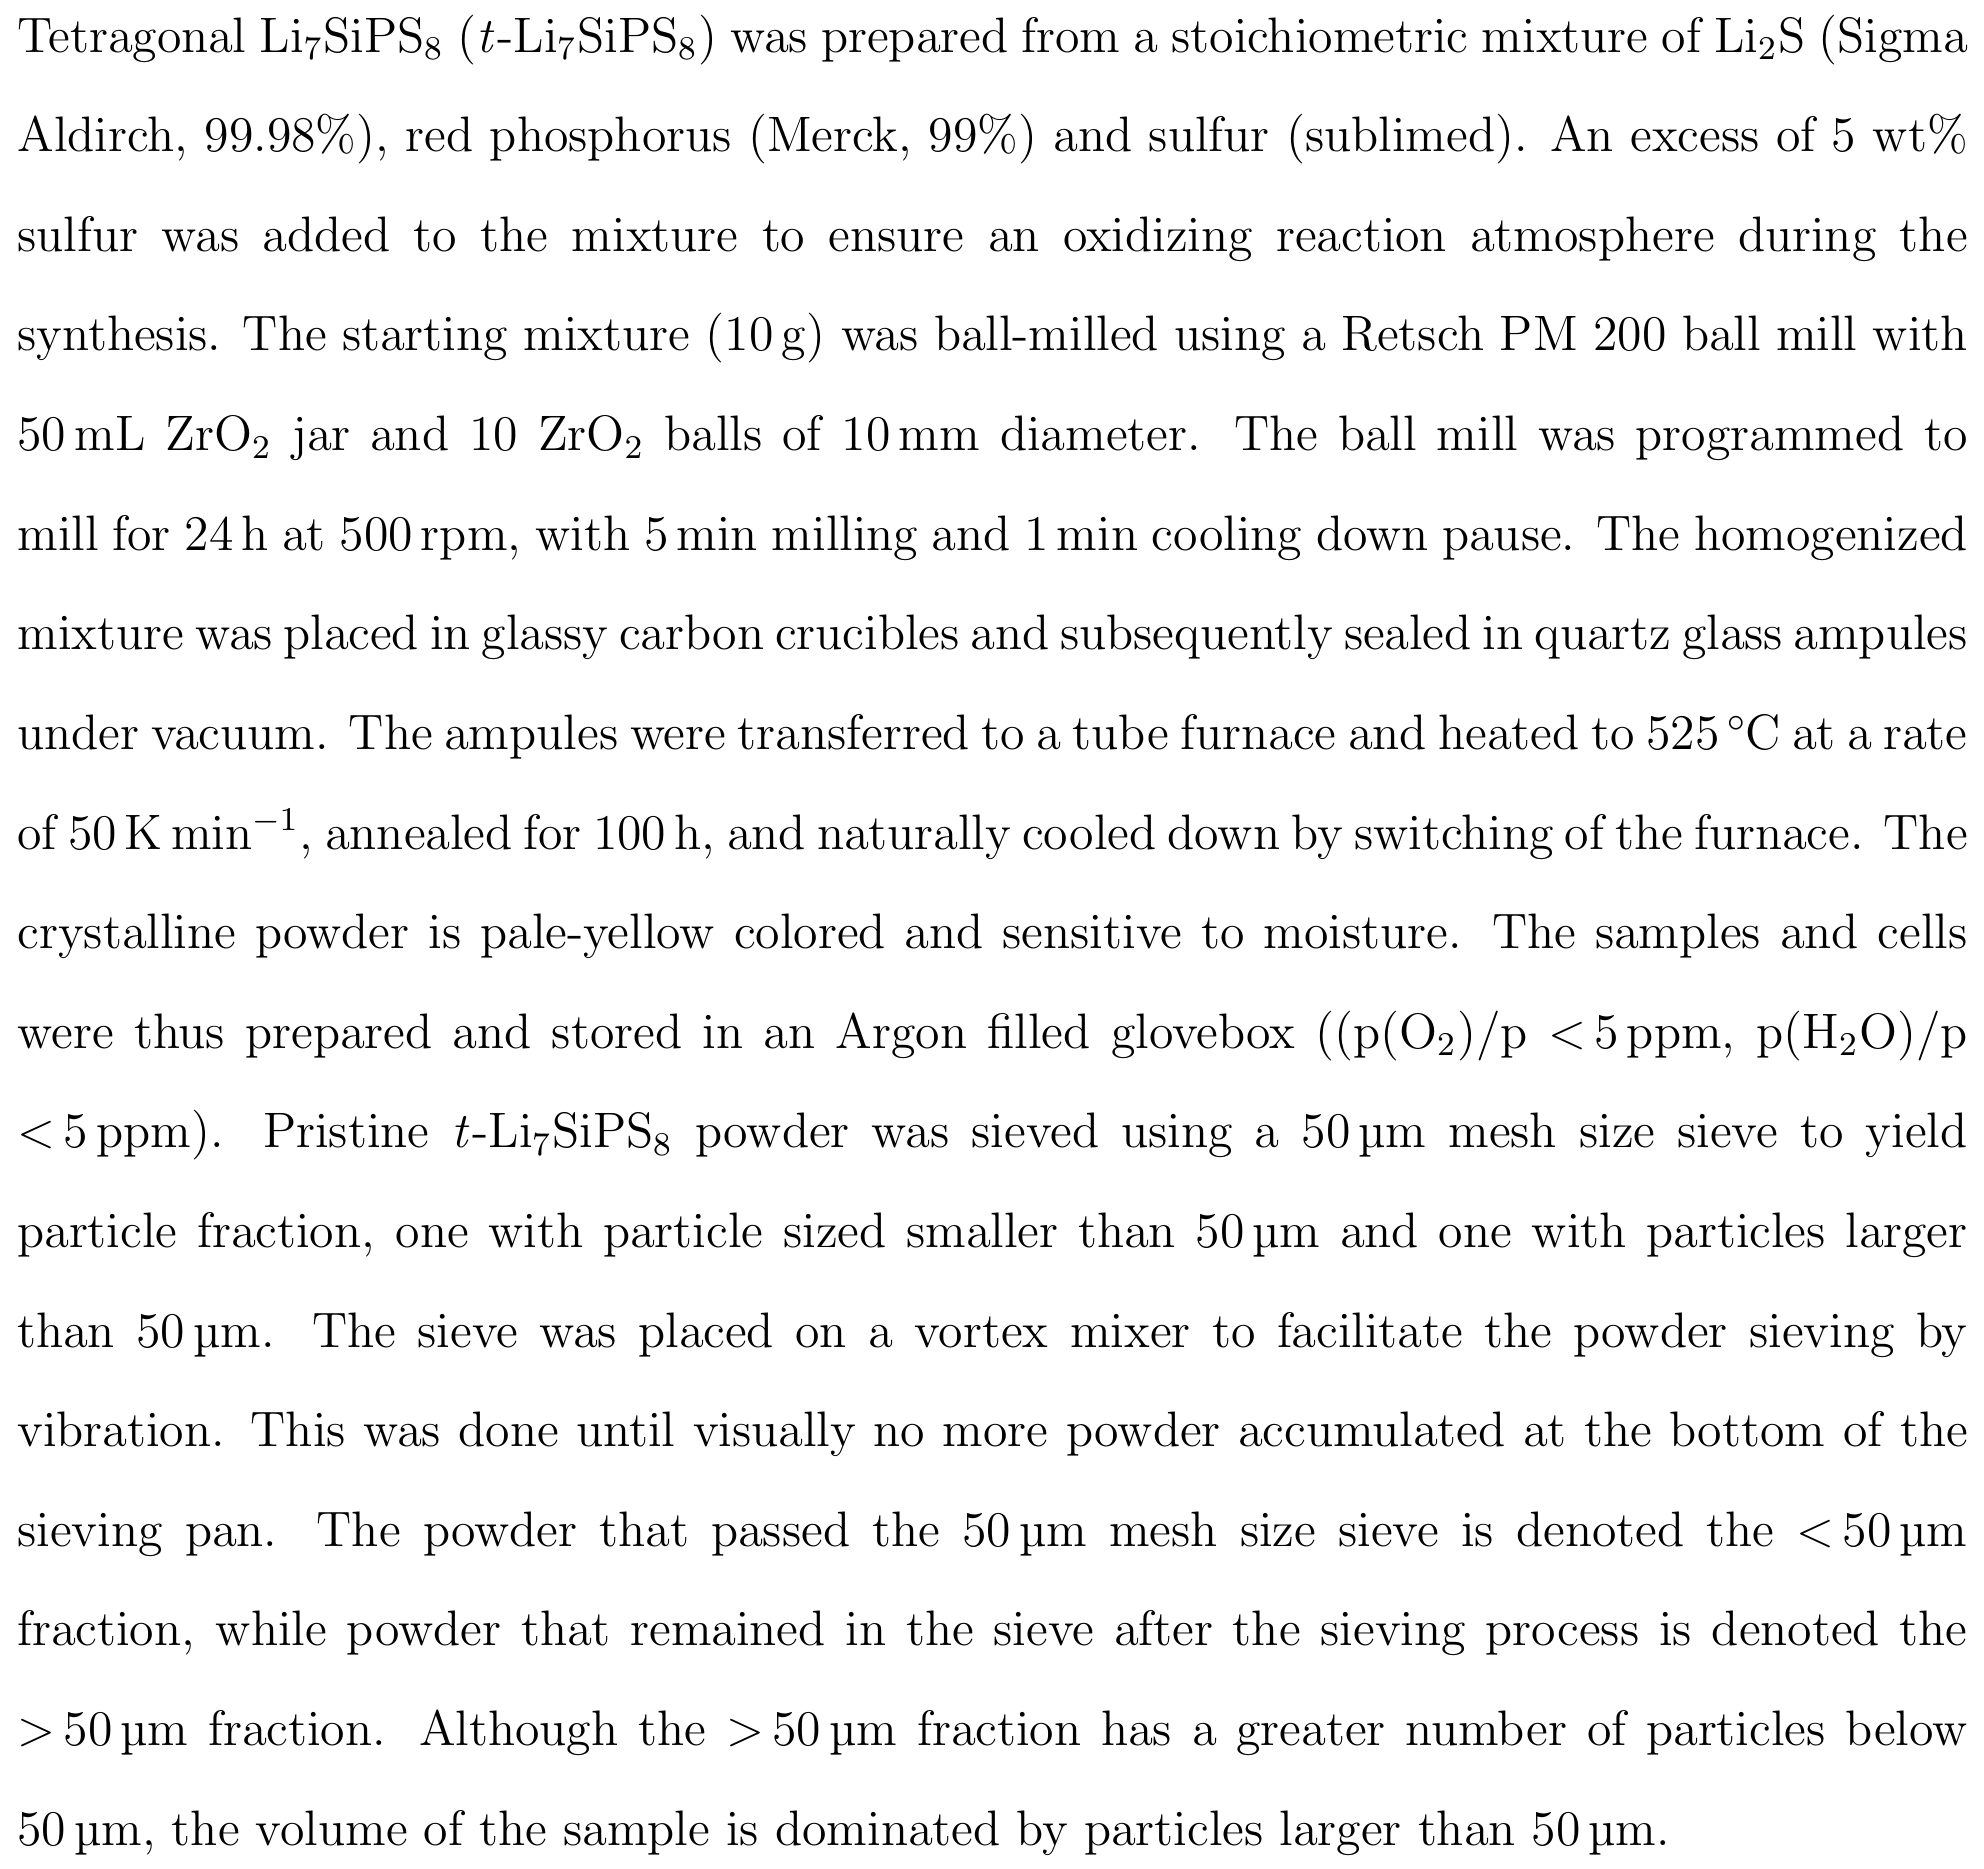 Tetragonal Li₇SiPS₈ (t-Li₇SiPS₈) was prepared from a stoichiometric mixture of Li₂S (Sigma
Aldirch, 99.98%), red phosphorus (Merck, 99%) and sulfur (sublimed). An excess of 5 wt%
sulfur was added to the mixture to ensure an oxidizing reaction atmosphere during the
synthesis. The starting mixture (10 g) was ball-milled using a Retsch PM 200 ball mill with
50 mL ZrO₂ jar and 10 ZrO₂ balls of 10 mm diameter. The ball mill was programmed to
mill for 24 h at 500 rpm, with 5 min milling and 1 min cooling down pause. The homogenized
mixture was placed in glassy carbon crucibles and subsequently sealed in quartz glass ampules
under vacuum. The ampules were transferred to a tube furnace and heated to 525 °C at a rate
of 50 K min⁻¹, annealed for 100 h, and naturally cooled down by switching of the furnace. The
crystalline powder is pale-yellow colored and sensitive to moisture. The samples and cells
were thus prepared and stored in an Argon filled glovebox ((p(O₂)/p < 5 ppm, p(H₂O)/p
< 5 ppm). Pristine t-Li₇SiPS₈ powder was sieved using a 50 µm mesh size sieve to yield
particle fraction, one with particle sized smaller than 50 µm and one with particles larger
than 50 µm. The sieve was placed on a vortex mixer to facilitate the powder sieving by
vibration. This was done until visually no more powder accumulated at the bottom of the
sieving pan. The powder that passed the 50 µm mesh size sieve is denoted the < 50 µm
fraction, while powder that remained in the sieve after the sieving process is denoted the
> 50 µm fraction. Although the > 50 µm fraction has a greater number of particles below
50 µm, the volume of the sample is dominated by particles larger than 50 µm.